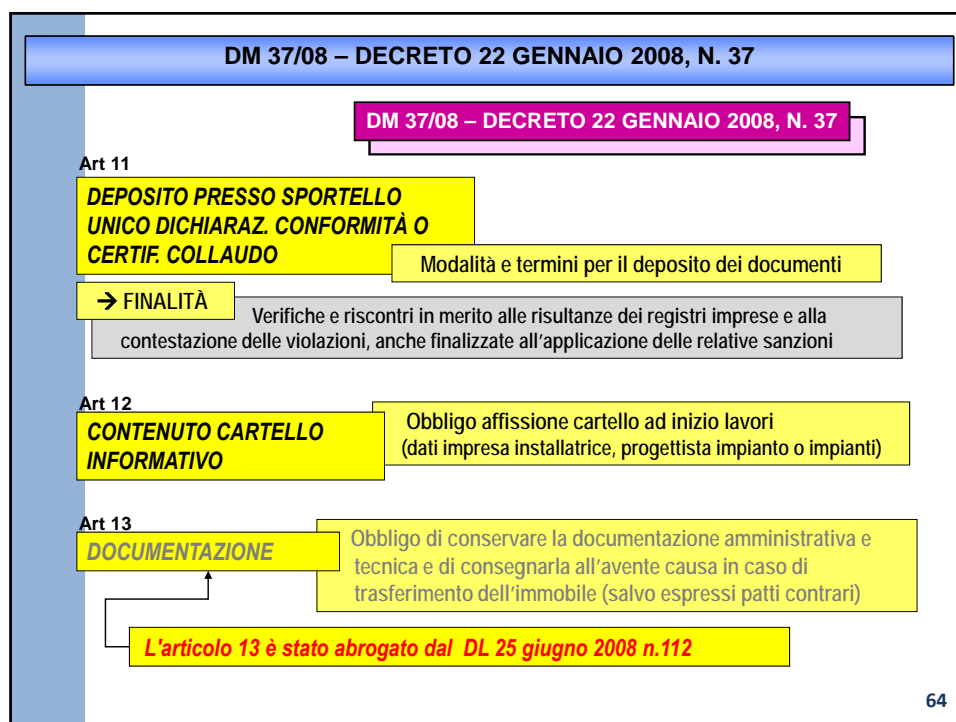 DM 37/08 – DECRETO 22 GENNAIO 2008, N. 37
DM 37/08 – DECRETO 22 GENNAIO 2008, N. 37
Art 11
DEPOSITO PRESSO SPORTELLO
UNICO DICHIARAZ. CONFORMITÀ O
CERTIF. COLLAUDO
Modalità e termini per il deposito dei documenti
→ FINALITÀ
Verifiche e riscontri in merito alle risultanze dei registri imprese e alla
contestazione delle violazioni, anche finalizzate all'applicazione delle relative sanzioni
Art 12
CONTENUTO CARTELLO
INFORMATIVO
Obbligo affissione cartello ad inizio lavori
(dati impresa installatrice, progettista impianto o impianti)
Art 13
DOCUMENTAZIONE
Obbligo di conservare la documentazione amministrativa e
tecnica e di consegnarla all'avente causa in caso di
trasferimento dell'immobile (salvo espressi patti contrari)
L'articolo 13 è stato abrogato dal DL 25 giugno 2008 n.112
64